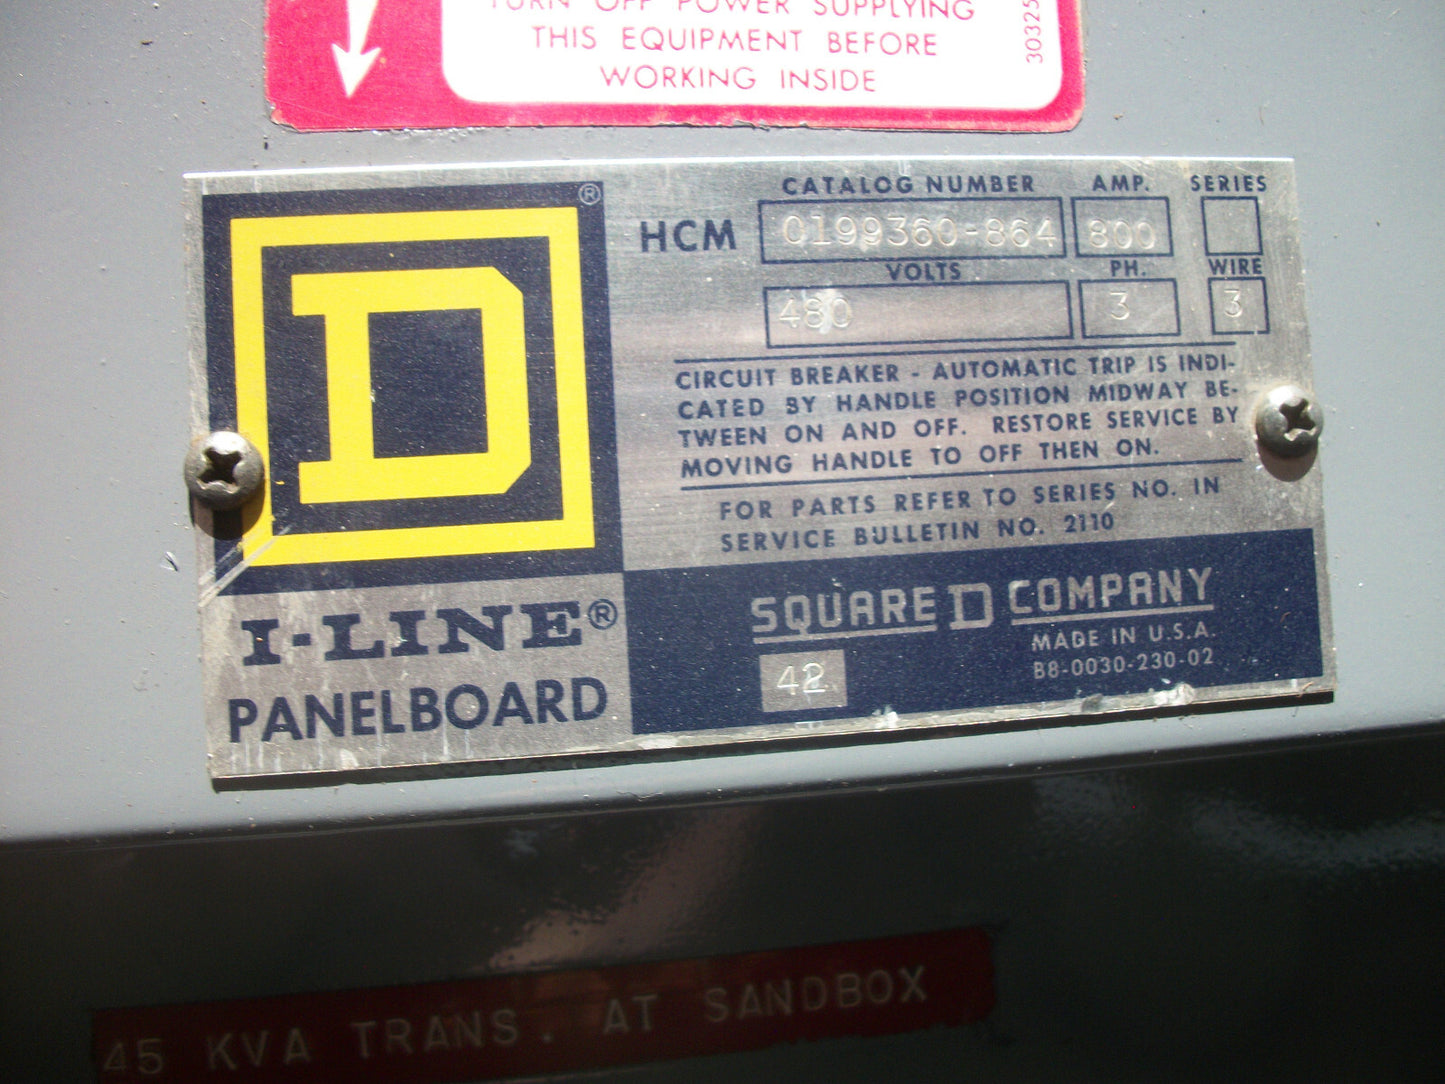 TURN OFF POWER SUPPLYING
THIS EQUIPMENT BEFORE
WORKING INSIDE
30325
D ®
CATALOG NUMBER AMP. SERIES
HCM 0199360-864 800
VOLTS PH. WIRE
480 3 3
CIRCUIT BREAKER - AUTOMATIC TRIP IS INDI-
CATED BY HANDLE POSITION MIDWAY BE-
TWEEN ON AND OFF. RESTORE SERVICE BY
MOVING HANDLE TO OFF THEN ON.
FOR PARTS REFER TO SERIES NO. IN
SERVICE BULLETIN NO. 2110
I-LINE®
PANELBOARD
SQUARE D COMPANY
MADE IN U.S.A.
B8-0030-230-02
42
45 KVA TRANS. AT SANDBOX